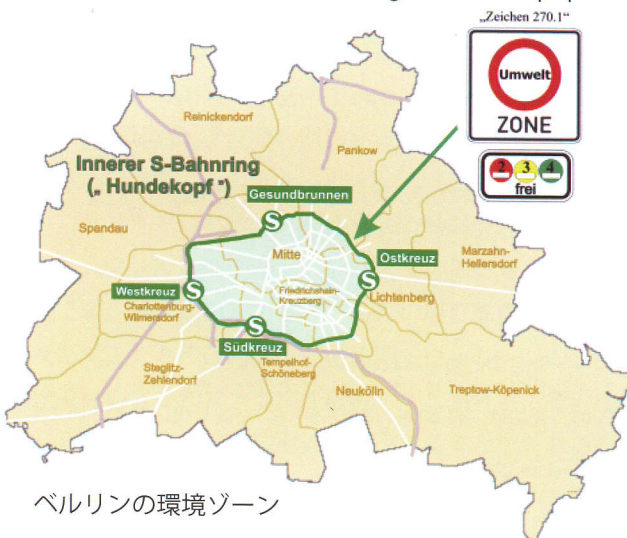 „Zeichen 270.1“
Umwelt
ZONE
2 3 4
frei
Reinickendorf
Pankow
Innerer S-Bahnring
(„ Hundekopf “)
Gesundbrunnen
S
Spandau
Mitte
Ostkreuz
Marzahn-
Hellersdorf
S
Westkreuz
S
Friedrichshain-
Kreuzberg
Lichtenberg
Charlottenburg-
Wilmersdorf
S
Südkreuz
Steglitz-
Zehlendorf
Tempelhof-
Schöneberg
Neukölln
Treptow-Köpenick
ベルリンの環境ゾーン